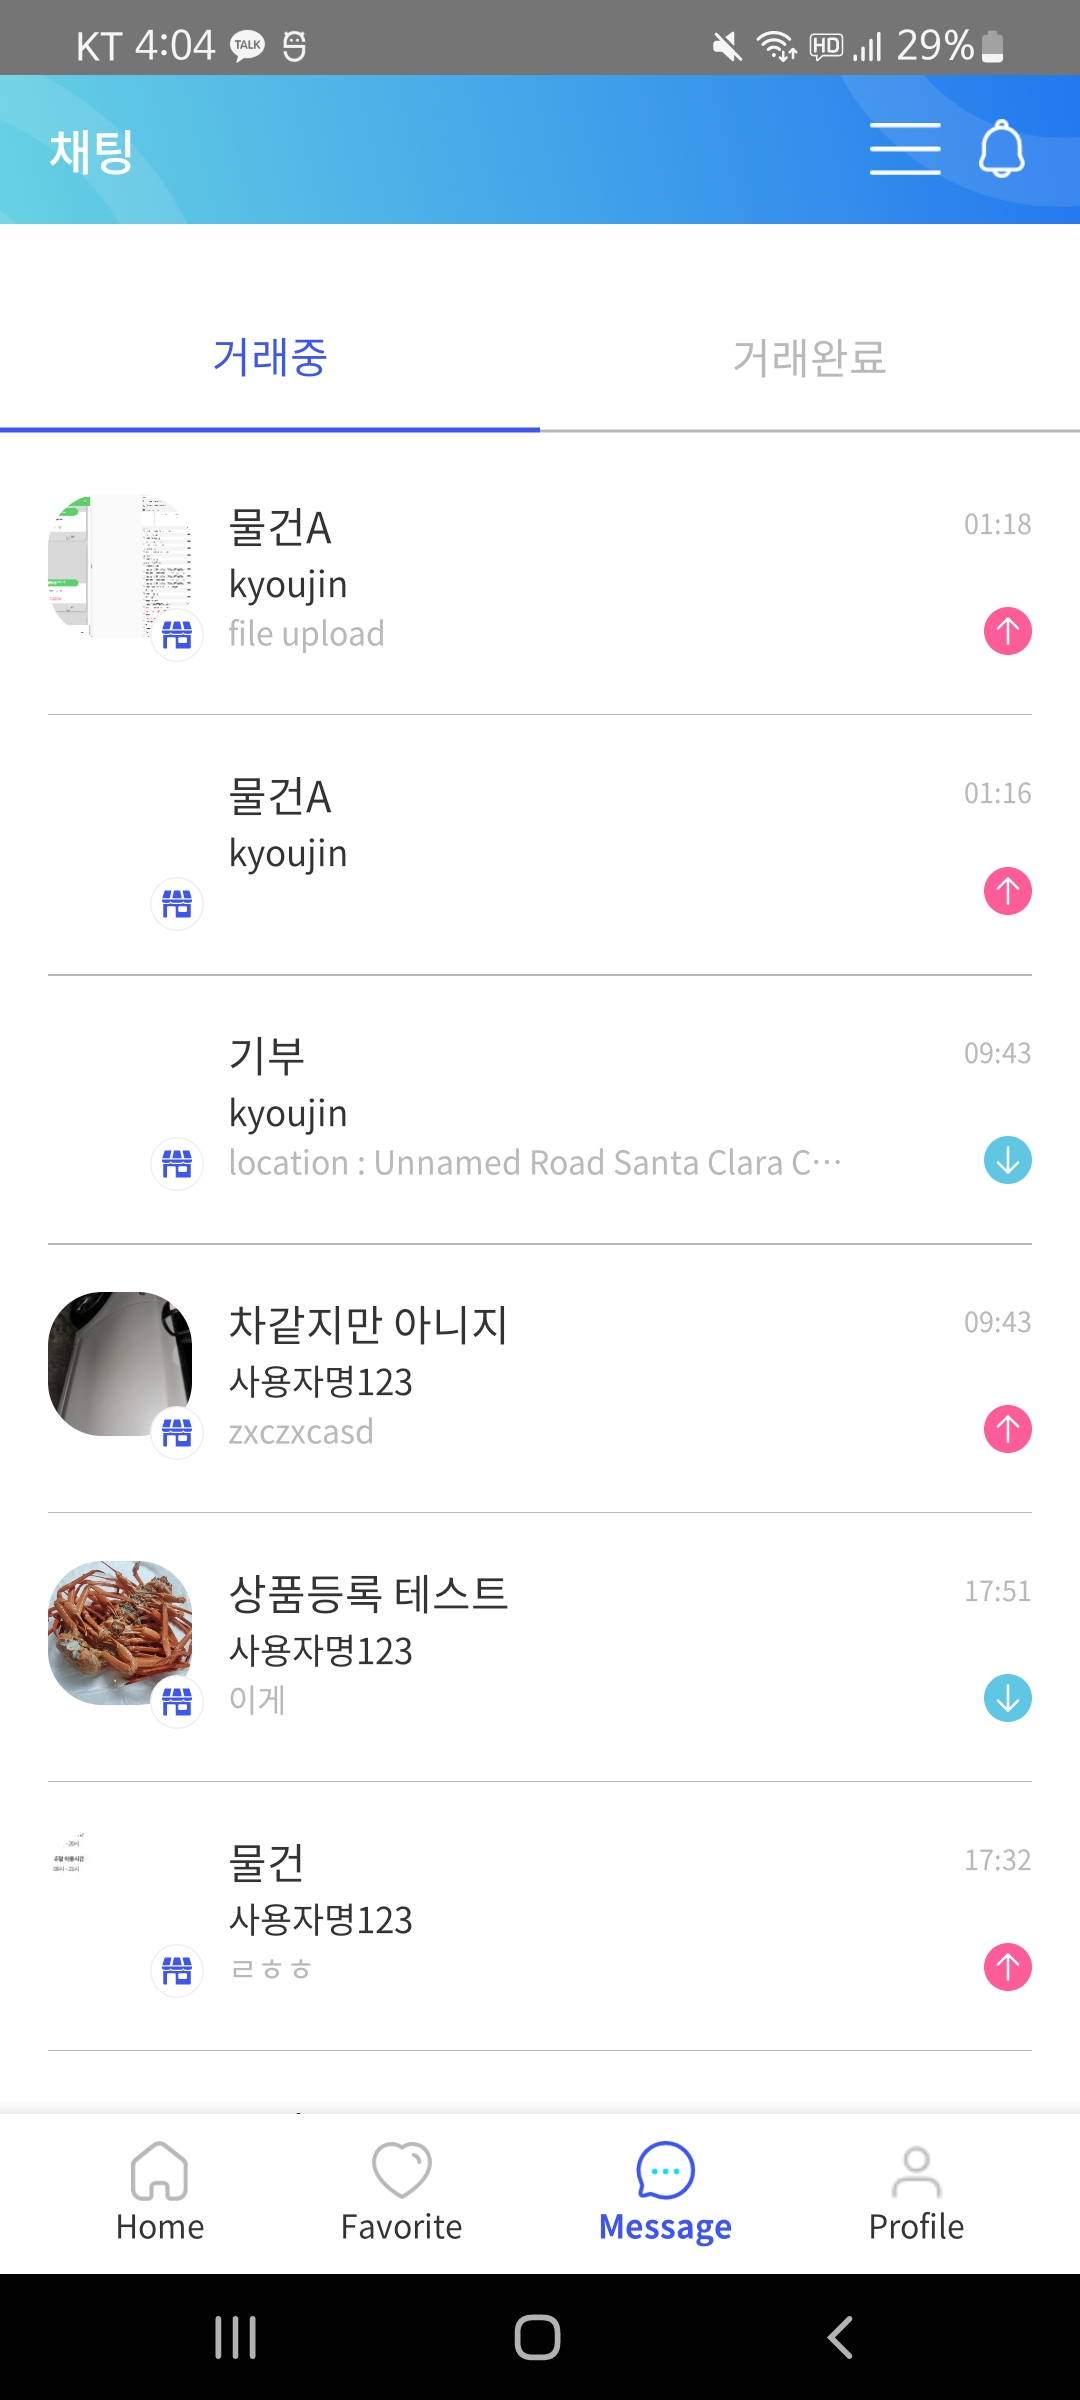 KT 4:04 TALK HD 29%
채팅
거래중 거래완료
물건A 01:18
kyoujin
file upload
물건A 01:16
kyoujin
기부 09:43
kyoujin
location : Unnamed Road Santa Clara C…
차같지만 아니지 09:43
사용자명123
zxczxcasd
상품등록 테스트 17:51
사용자명123
이게
물건 17:32
사용자명123
ㄹㅎㅎ
Home Favorite Message Profile